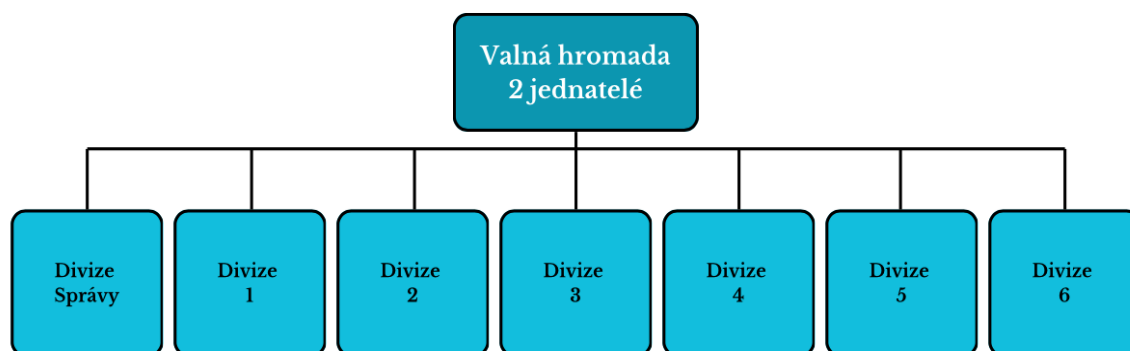 Valná hromada
2 jednatelé
Divize
Správy
Divize
1
Divize
2
Divize
3
Divize
4
Divize
5
Divize
6